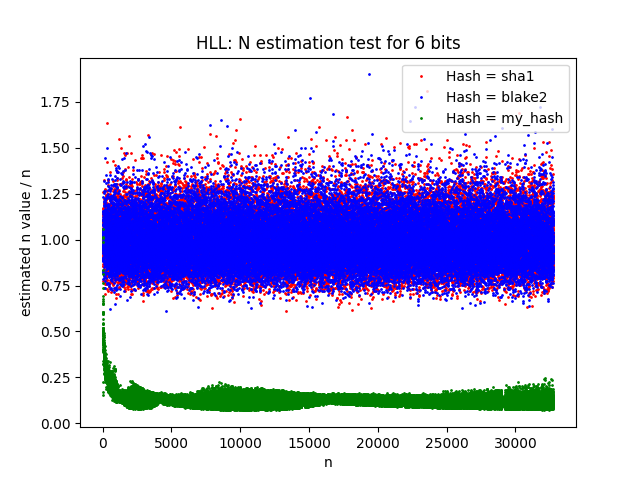 HLL: N estimation test for 6 bits
Hash = sha1
Hash = blake2
Hash = my_hash
estimated n value / n
1.75
1.50
1.25
1.00
0.75
0.50
0.25
0.00
0 5000 10000 15000 20000 25000 30000
n